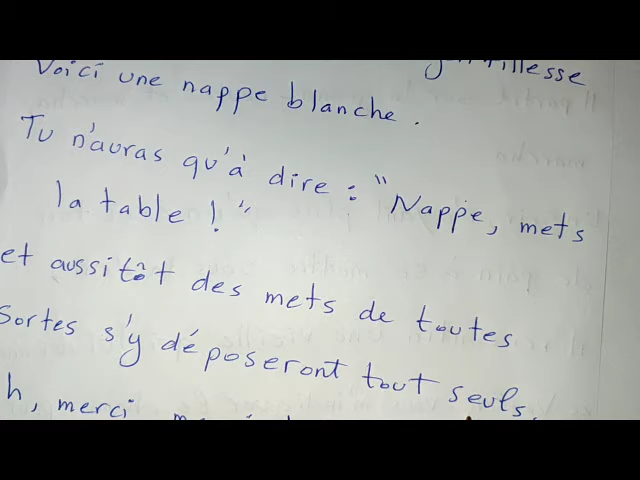 gentillesse
Voici une nappe blanche.
Tu n'auras qu'à dire : "Nappe, mets
la table !"
et aussitôt des mets de toutes
Sortes s'y déposeront tout seuls.
h, merci